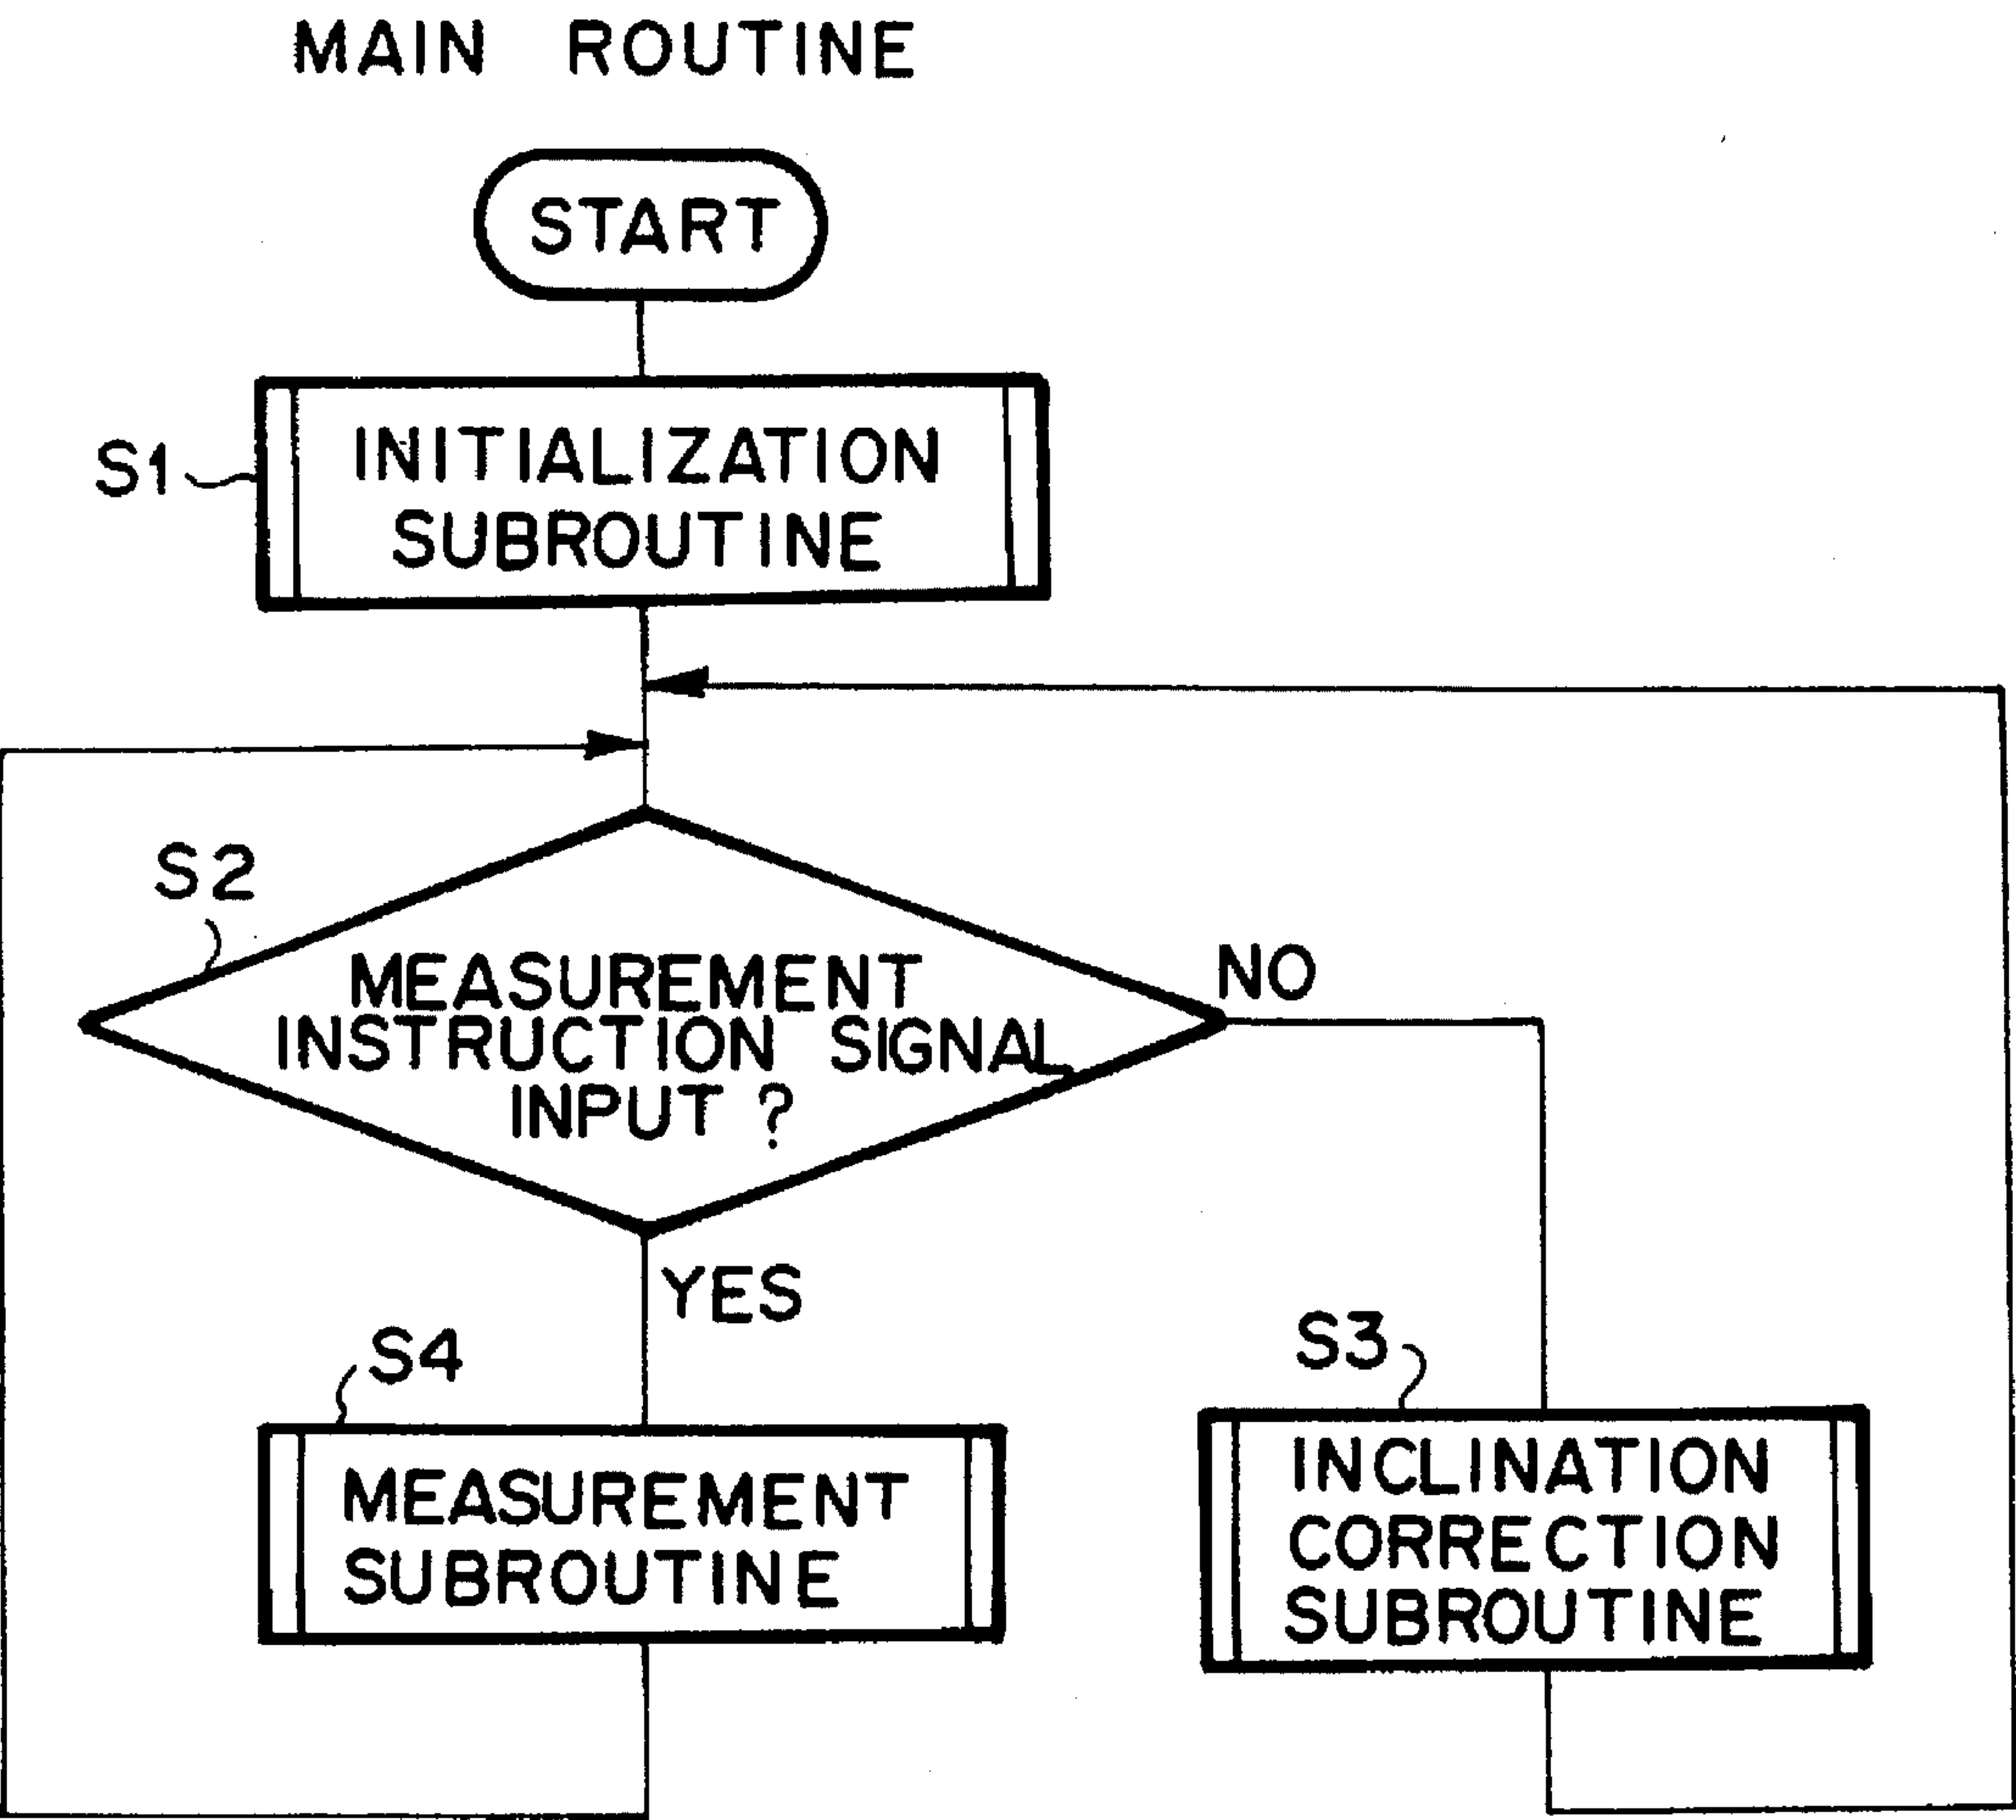 MAIN ROUTINE
START
S1
INITIALIZATION
SUBROUTINE
S2
MEASUREMENT
INSTRUCTION SIGNAL
INPUT ?
NO
YES
S4
MEASUREMENT
SUBROUTINE
S3
INCLINATION
CORRECTION
SUBROUTINE